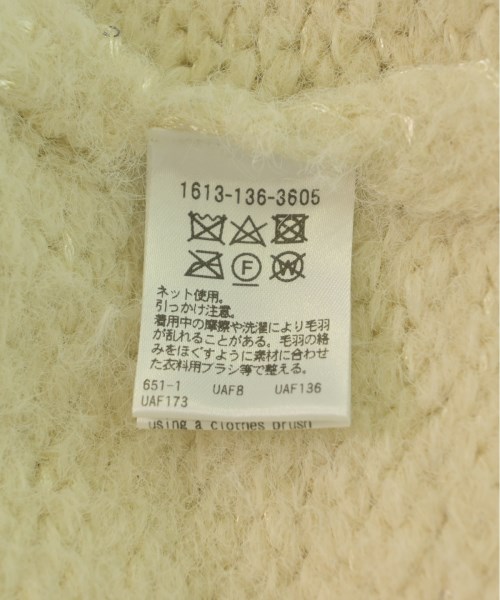 1613-136-3605
F W
ネット使用。
引っかけ注意。
着用中の摩擦や洗濯により毛羽
が乱れることがある。毛羽の絡
みをほぐすように素材に合わせ
た衣料用ブラシ等で整える。
651-1 UAF8 UAF136
UAF173
using a clothes brush